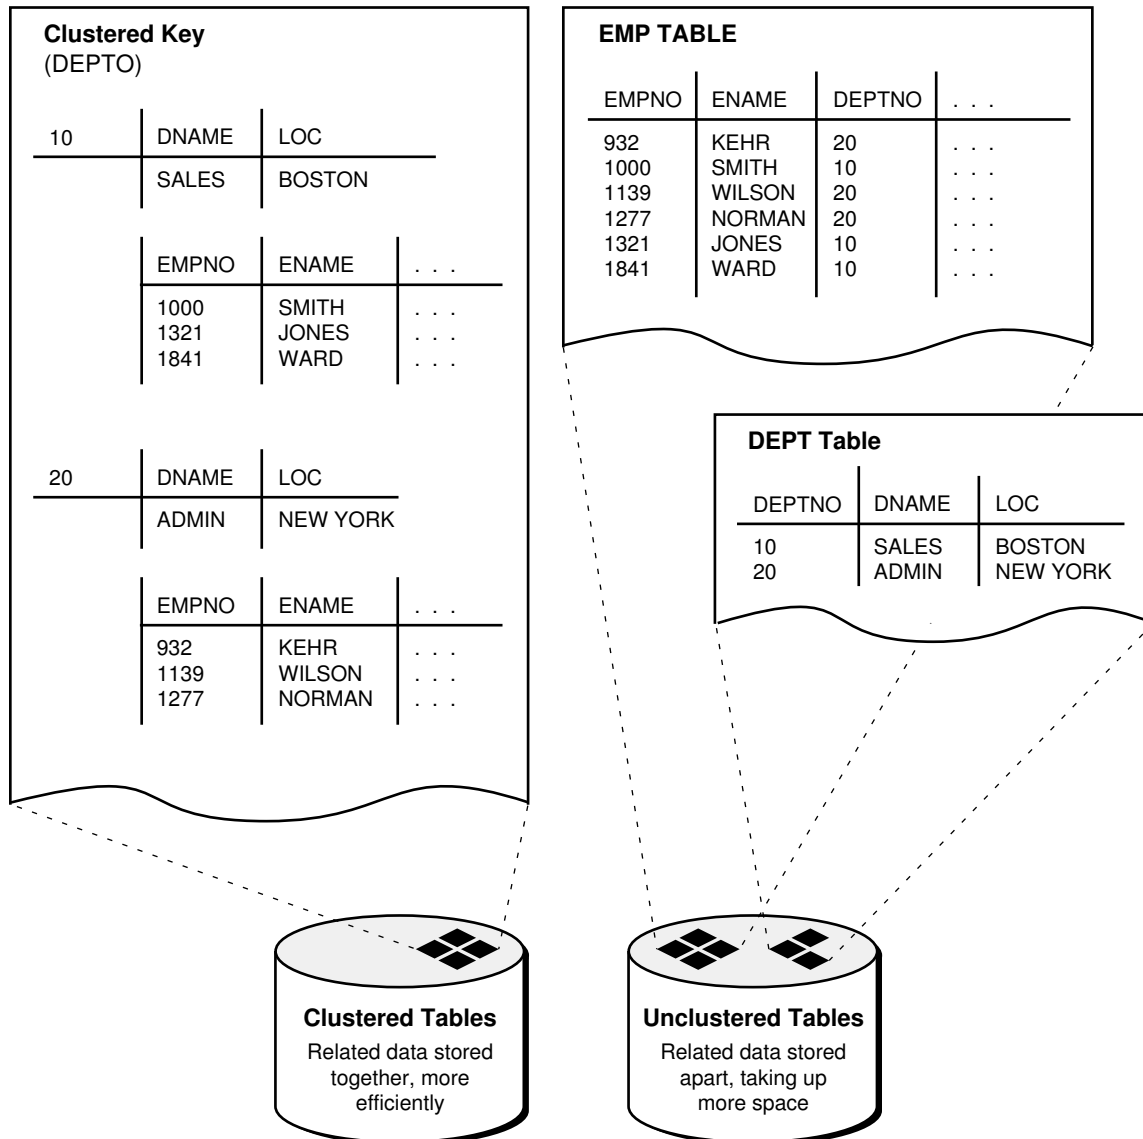 Clustered Key
(DEPTO)
10 DNAME LOC
SALES BOSTON
EMPNO ENAME . . .
1000 SMITH . . .
1321 JONES . . .
1841 WARD . . .
20 DNAME LOC
ADMIN NEW YORK
EMPNO ENAME . . .
932 KEHR . . .
1139 WILSON . . .
1277 NORMAN . . .
EMP TABLE
EMPNO ENAME DEPTNO . . .
932 KEHR 20 . . .
1000 SMITH 10 . . .
1139 WILSON 20 . . .
1277 NORMAN 20 . . .
1321 JONES 10 . . .
1841 WARD 10 . . .
DEPT Table
DEPTNO DNAME LOC
10 SALES BOSTON
20 ADMIN NEW YORK
Clustered Tables
Related data stored
together, more
efficiently
Unclustered Tables
Related data stored
apart, taking up
more space